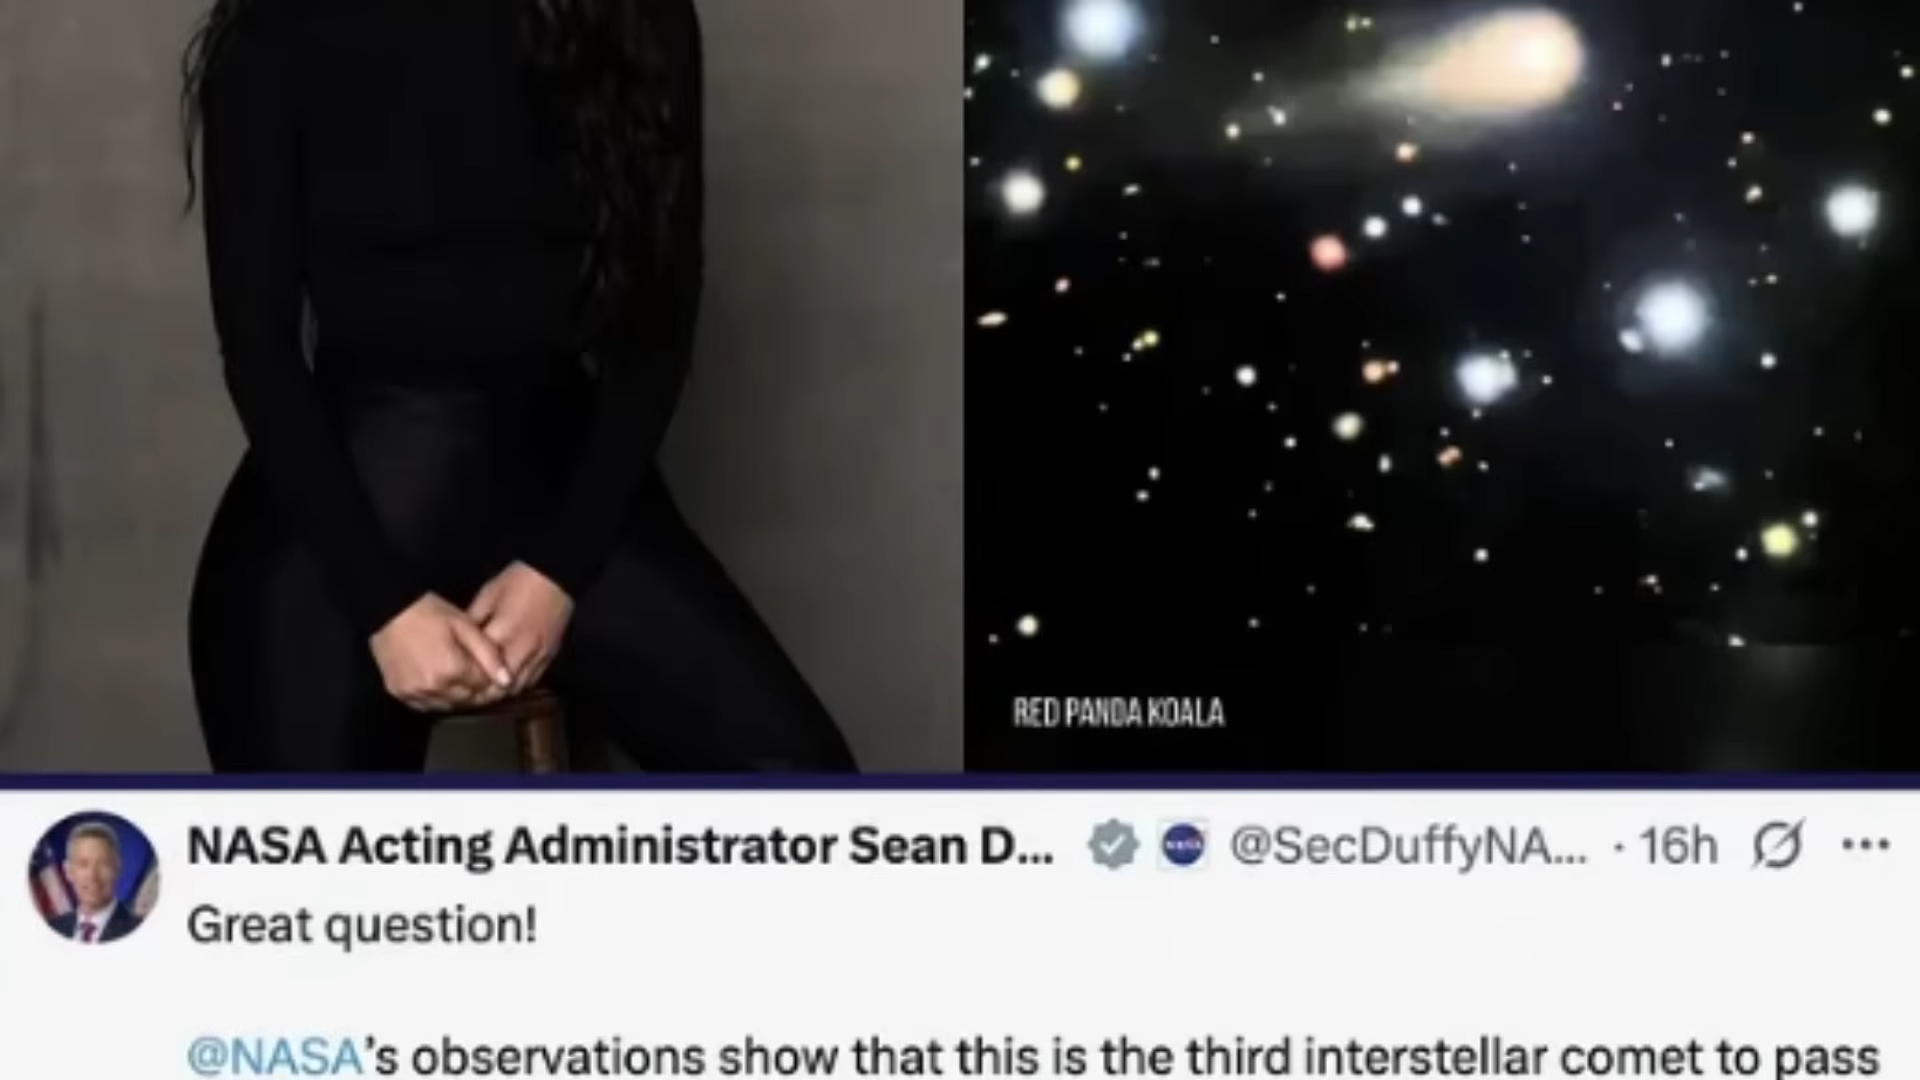 RED PANDA KOALA
NASA Acting Administrator Sean D... @SecDuffyNA... · 16h
Great question!
@NASA's observations show that this is the third interstellar comet to pass